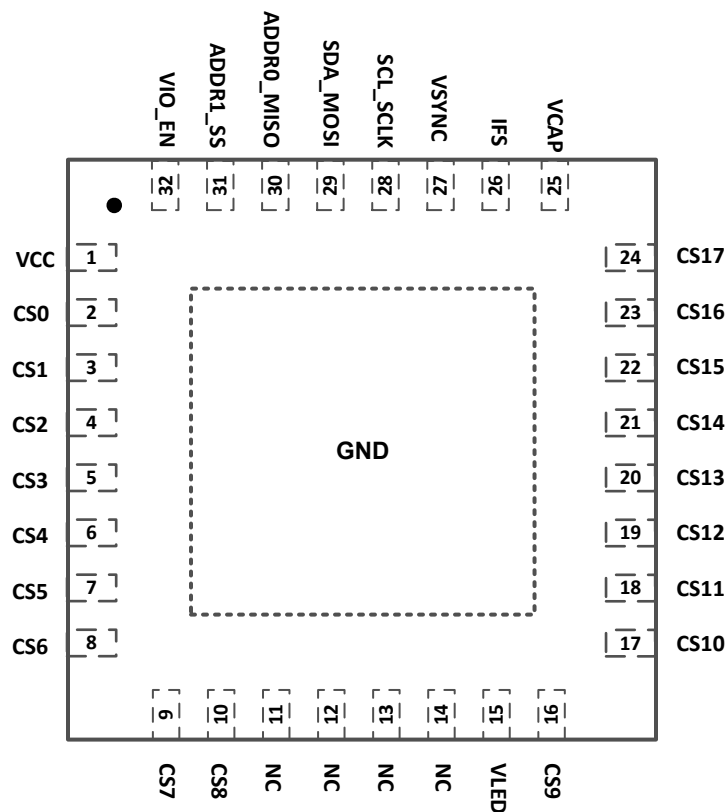 VIO_EN
ADDR1_SS
ADDR0_MISO
SDA_MOSI
SCL_SCLK
VSYNC
IFS
VCAP
32
31
30
29
28
27
26
25
VCC 1
24 CS17
CS0 2
23 CS16
CS1 3
22 CS15
CS2 4
21 CS14
GND
CS3 5
20 CS13
CS4 6
19 CS12
CS5 7
18 CS11
CS6 8
17 CS10
9
10
11
12
13
14
15
16
CS7
CS8
NC
NC
NC
NC
VLED
CS9